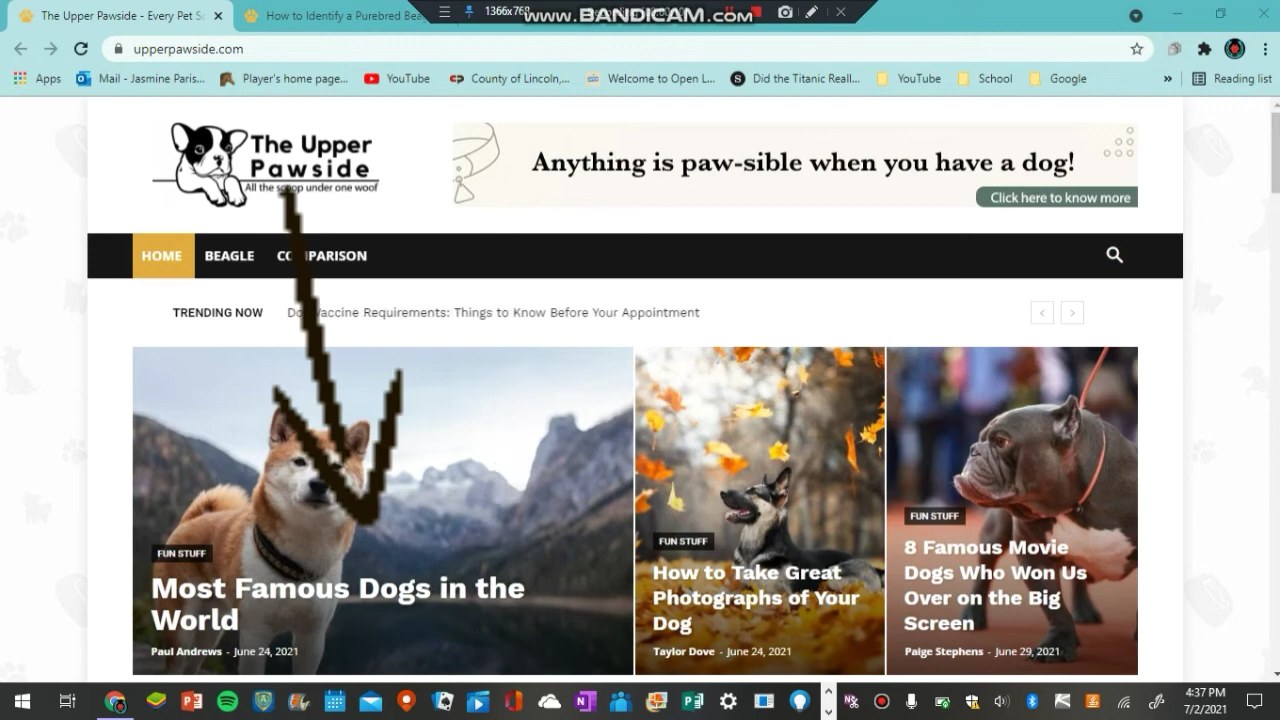 The Upper Pawside - Every Pet Sc
How to Identify a Purebred Bea
1366x768
www.BANDICAM.com
upperpawside.com
Apps
Mail - Jasmine Paris...
Player's home page...
YouTube
County of Lincoln,...
Welcome to Open L...
Did the Titanic Reall...
YouTube
School
Google
»
Reading list
The Upper
Pawside
All the scoop under one woof
Anything is paw-sible when you have a dog!
Click here to know more
HOME
BEAGLE
COMPARISON
TRENDING NOW
Dog Vaccine Requirements: Things to Know Before Your Appointment
FUN STUFF
Most Famous Dogs in the
World
Paul Andrews - June 24, 2021
FUN STUFF
How to Take Great
Photographs of Your
Dog
Taylor Dove - June 24, 2021
FUN STUFF
8 Famous Movie
Dogs Who Won Us
Over on the Big
Screen
Paige Stephens - June 29, 2021
4:37 PM
7/2/2021